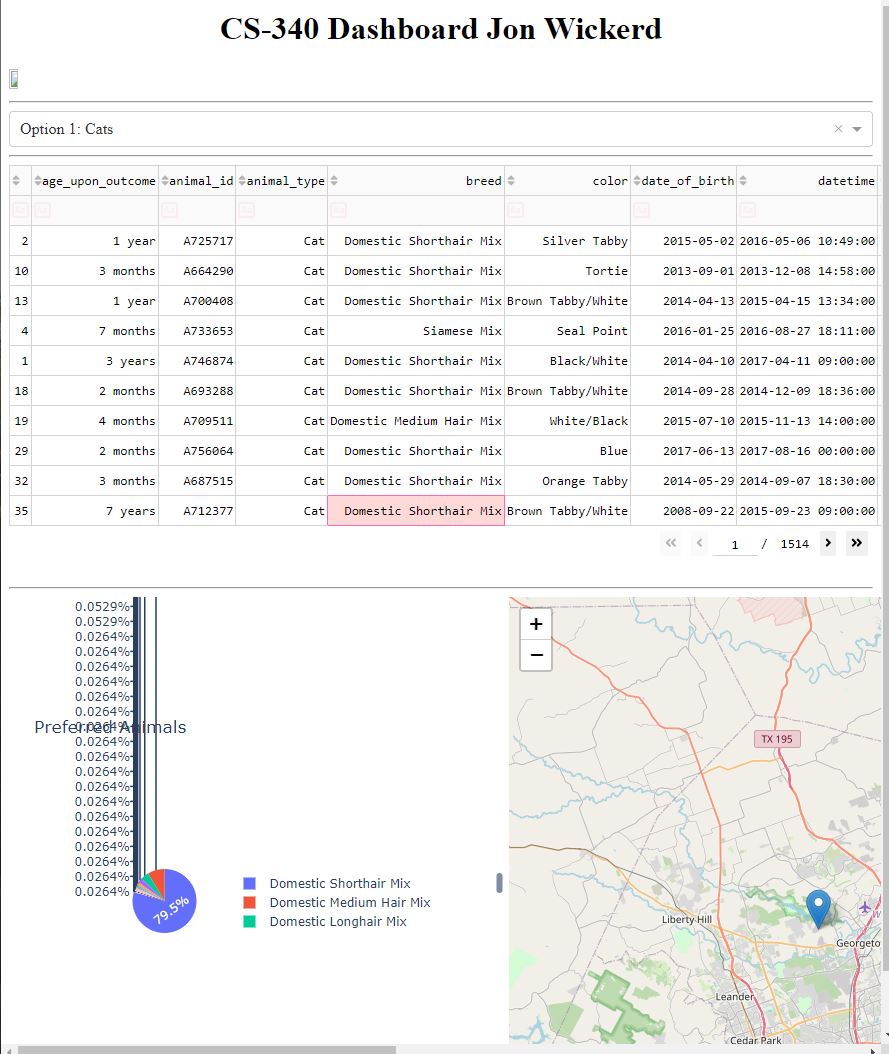 CS-340 Dashboard Jon Wickerd
Option 1: Cats
age_upon_outcome animal_id animal_type breed color date_of_birth datetime
Aa Aa Aa Aa Aa Aa Aa
2 1 year A725717 Cat Domestic Shorthair Mix Silver Tabby 2015-05-02 2016-05-06 10:49:00
10 3 months A664290 Cat Domestic Shorthair Mix Tortie 2013-09-01 2013-12-08 14:58:00
13 1 year A700408 Cat Domestic Shorthair Mix Brown Tabby/White 2014-04-13 2015-04-15 13:34:00
4 7 months A733653 Cat Siamese Mix Seal Point 2016-01-25 2016-08-27 18:11:00
1 3 years A746874 Cat Domestic Shorthair Mix Black/White 2014-04-10 2017-04-11 09:00:00
18 2 months A693288 Cat Domestic Shorthair Mix Brown Tabby/White 2014-09-28 2014-12-09 18:36:00
19 4 months A709511 Cat Domestic Medium Hair Mix White/Black 2015-07-10 2015-11-13 14:00:00
29 2 months A756064 Cat Domestic Shorthair Mix Blue 2017-06-13 2017-08-16 00:00:00
32 3 months A687515 Cat Domestic Shorthair Mix Orange Tabby 2014-05-29 2014-09-07 18:30:00
35 7 years A712377 Cat Domestic Shorthair Mix Brown Tabby/White 2008-09-22 2015-09-23 09:00:00
1 / 1514
0.0529%
0.0529%
0.0264%
0.0264%
0.0264%
0.0264%
0.0264%
0.0264%
0.0264%
Preferred Animals
0.0264%
0.0264%
0.0264%
0.0264%
0.0264%
0.0264%
0.0264%
0.0264%
0.0264%
0.0264%
0.0264%
79.5%
Domestic Shorthair Mix
Domestic Medium Hair Mix
Domestic Longhair Mix
+
−
TX 195
Liberty Hill
W
Georgeto
Leander
Cedar Park